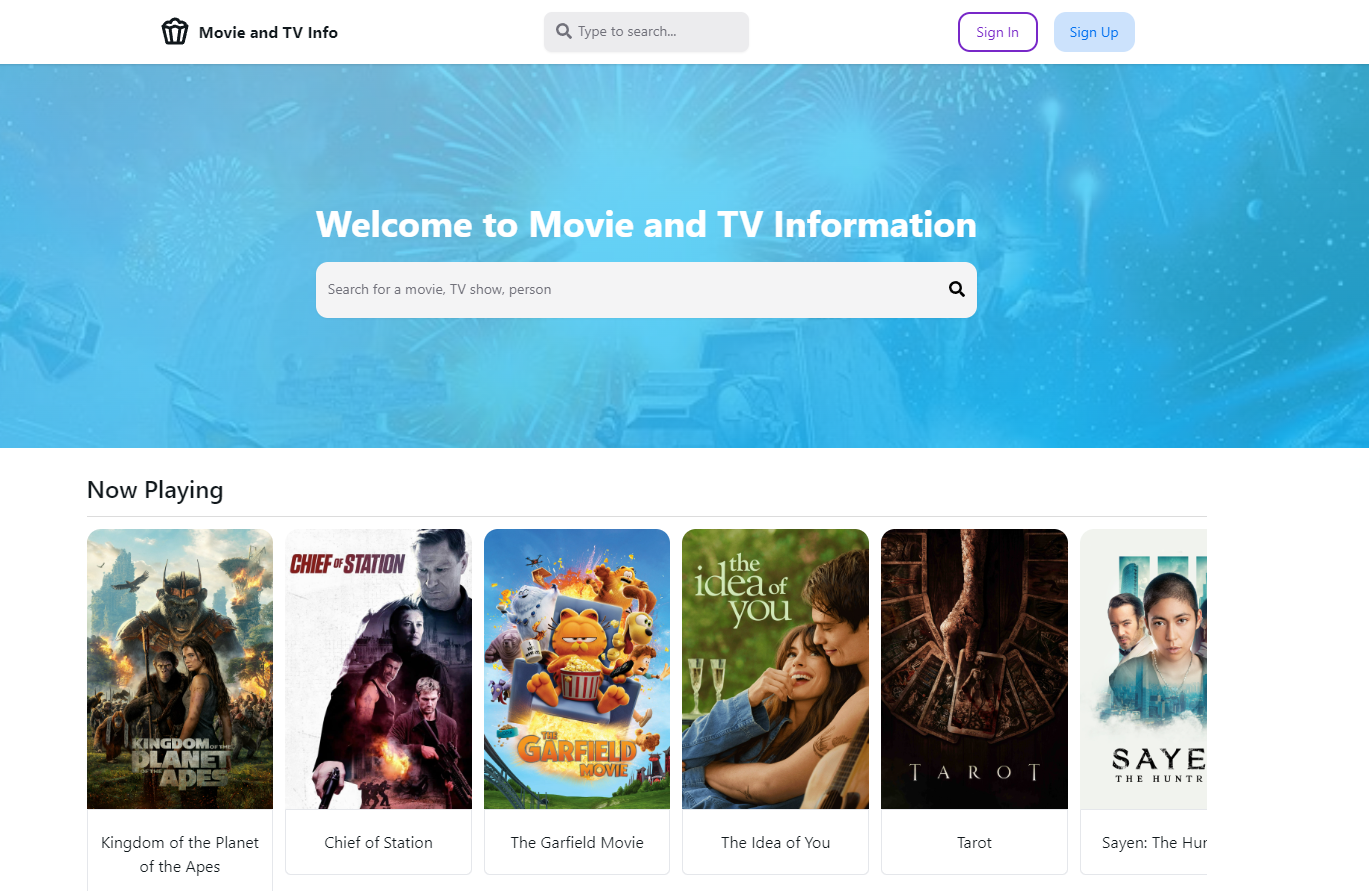 Movie and TV Info
Type to search...
Sign In
Sign Up
Welcome to Movie and TV Information
Search for a movie, TV show, person
Now Playing
KINGDOM OF THE
PLANET
OF THE APES
CHIEF OF STATION
THE
GARFIELD
MOVIE
the
idea of
you
TAROT
SAYE
THE HUNTR
Kingdom of the Planet
of the Apes
Chief of Station
The Garfield Movie
The Idea of You
Tarot
Sayen: The Hun